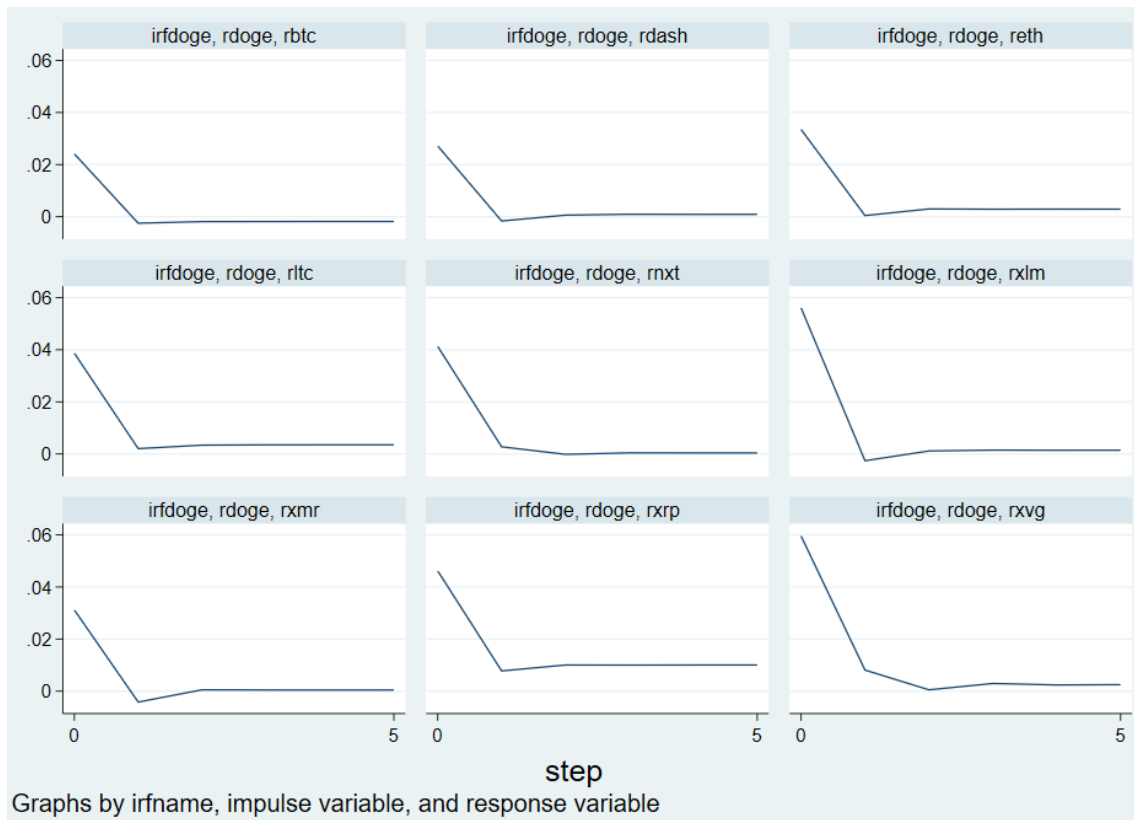 irfdoge, rdoge, rbtc
irfdoge, rdoge, rdash
irfdoge, rdoge, reth
.06
.04
.02
0
irfdoge, rdoge, rltc
irfdoge, rdoge, rnxt
irfdoge, rdoge, rxlm
.06
.04
.02
0
irfdoge, rdoge, rxmr
irfdoge, rdoge, rxrp
irfdoge, rdoge, rxvg
.06
.04
.02
0
0
5
0
5
0
5
step
Graphs by irfname, impulse variable, and response variable